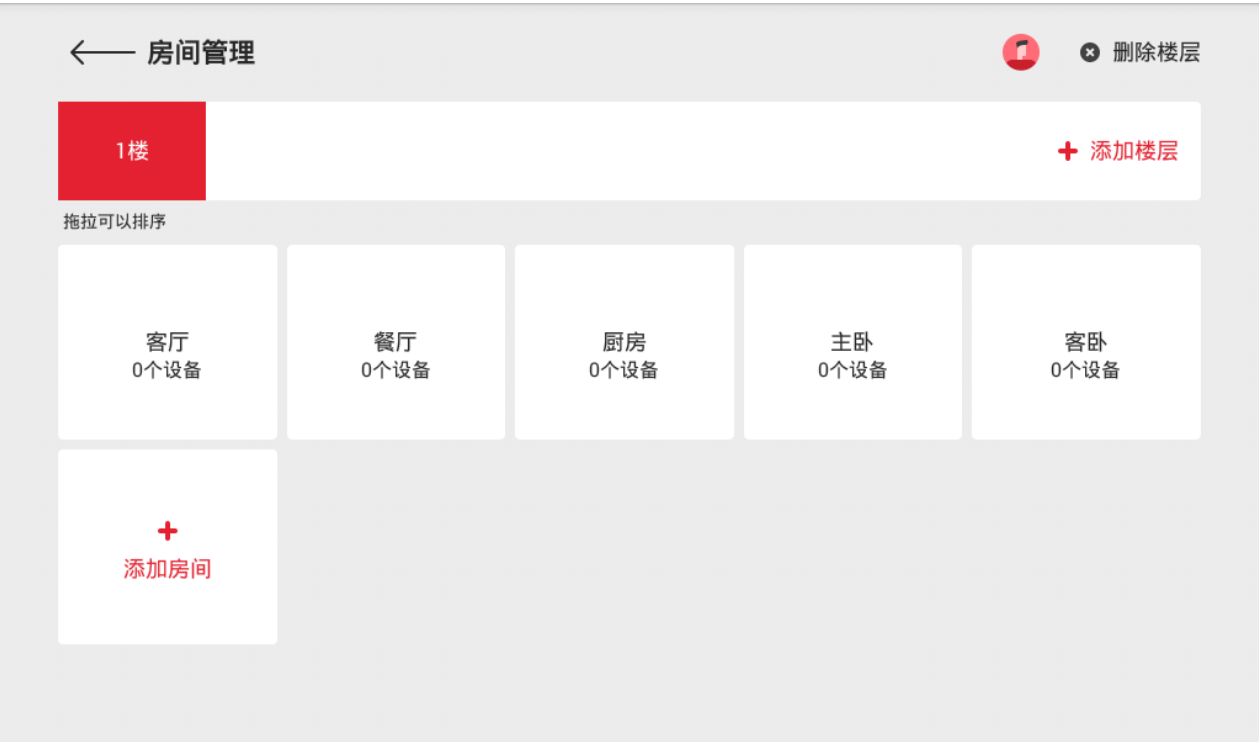 房间管理
删除楼层
1楼
添加楼层
拖拉可以排序
客厅
0个设备
餐厅
0个设备
厨房
0个设备
主卧
0个设备
客卧
0个设备
添加房间